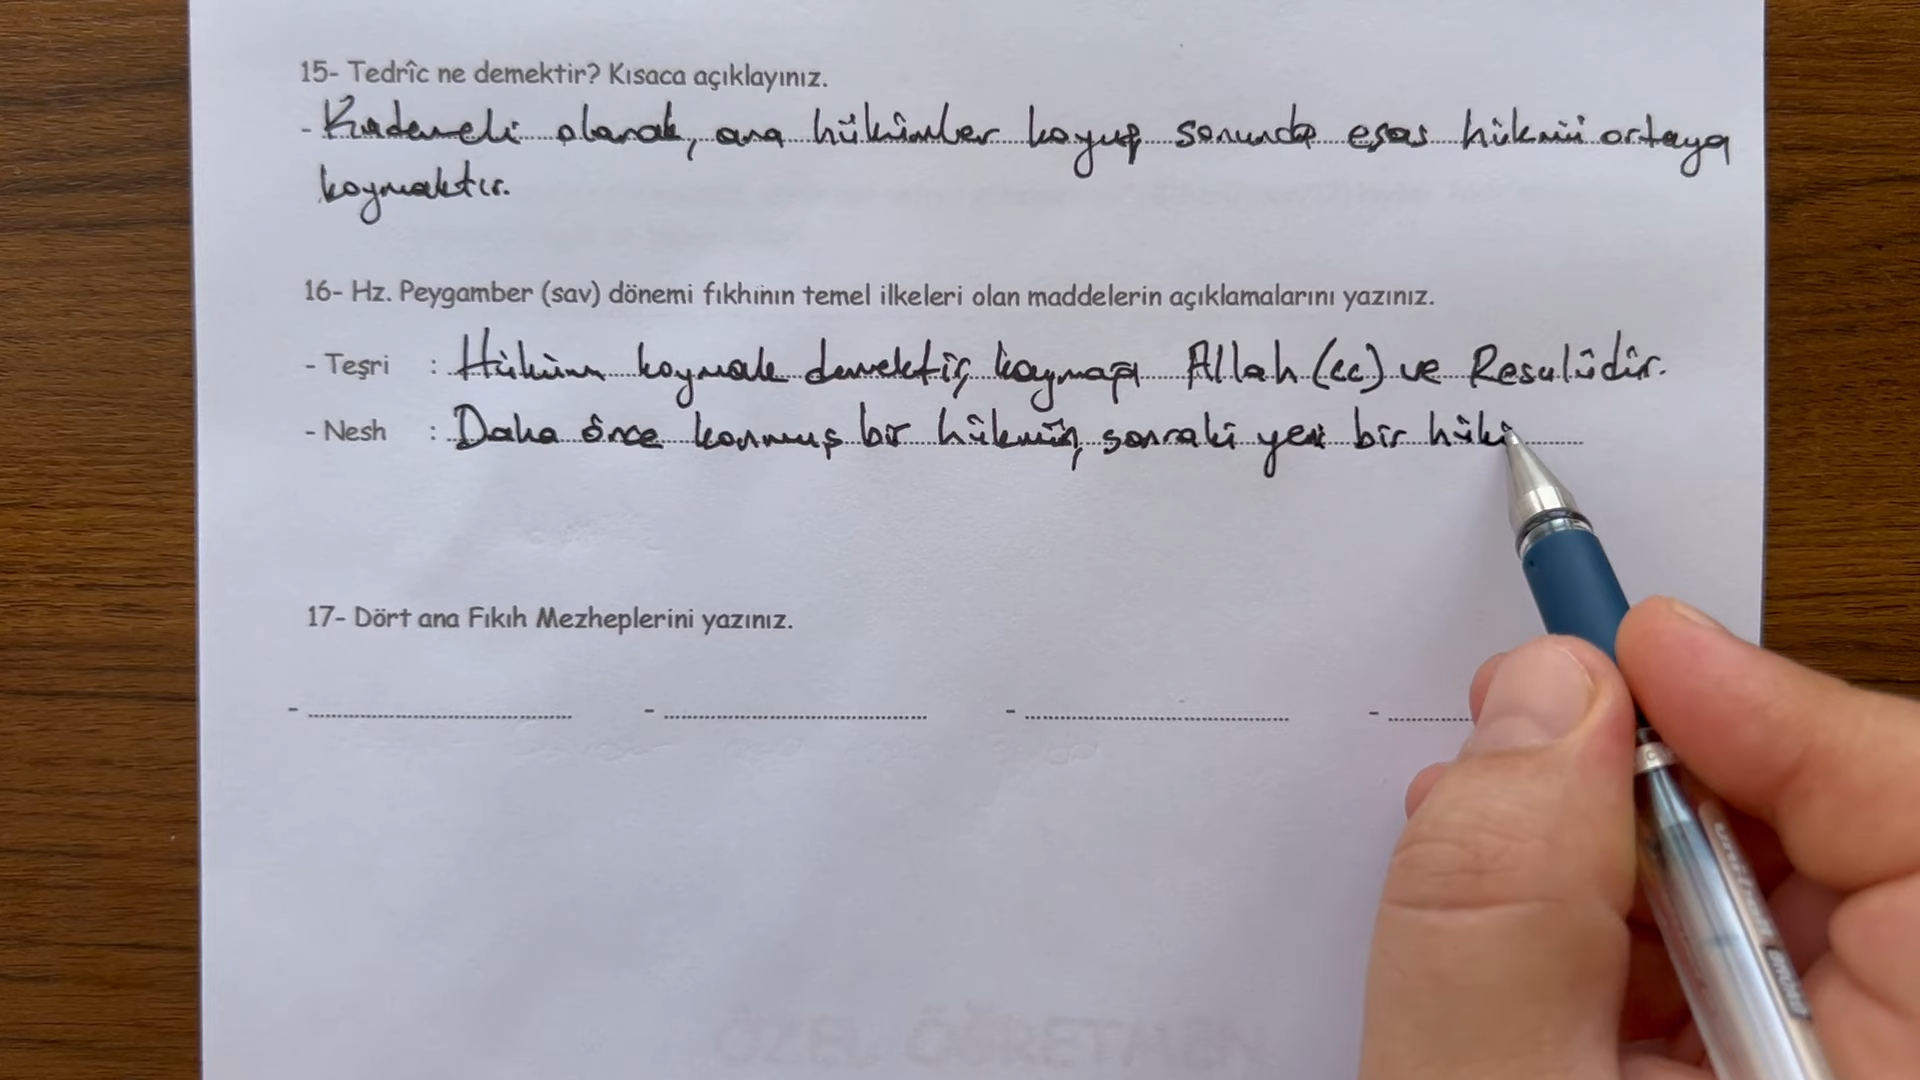 15- Tedrîc ne demektir? Kısaca açıklayınız.
- Kademeli olarak, ara hükümler koyup sonunda esas hükmü ortaya
koymaktır.
16- Hz. Peygamber (sav) dönemi fıkhının temel ilkeleri olan maddelerin açıklamalarını yazınız.
- Teşri : Hüküm koymak demektir, Allah (cc) ve Resulüdür.
- Nesh : Daha önce konmuş bir hükmün, sonraki yeni bir hük
17- Dört ana Fıkıh Mezheplerini yazınız.
ÖZEL ÖĞRETMEN